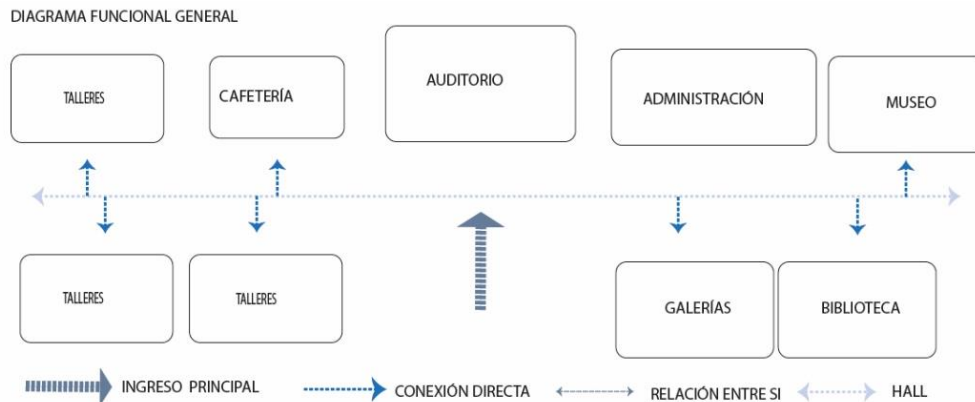 DIAGRAMA FUNCIONAL GENERAL
TALLERES
CAFETERÍA
AUDITORIO
ADMINISTRACIÓN
MUSEO
TALLERES
TALLERES
GALERÍAS
BIBLIOTECA
INGRESO PRINCIPAL
CONEXIÓN DIRECTA
RELACIÓN ENTRE SI
HALL